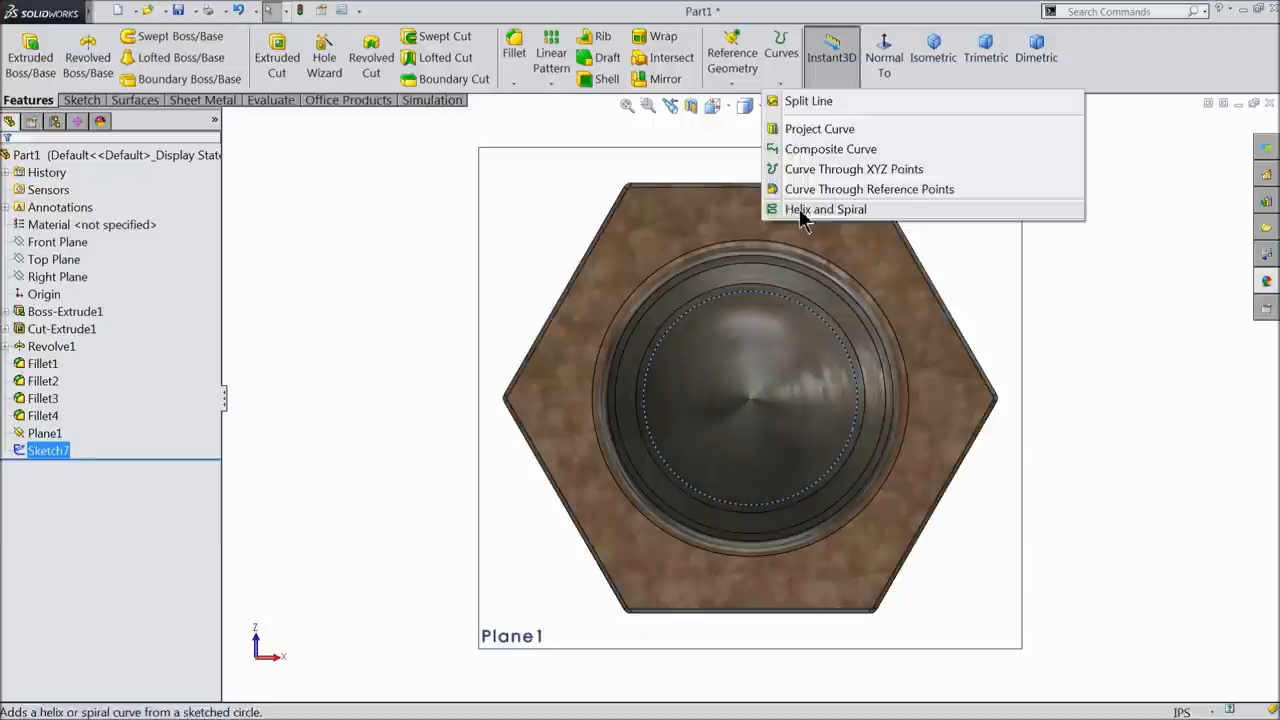 SOLIDWORKS
Part1 *
Search Commands
Extruded Boss/Base
Revolved Boss/Base
Swept Boss/Base
Lofted Boss/Base
Boundary Boss/Base
Extruded Cut
Hole Wizard
Revolved Cut
Swept Cut
Lofted Cut
Boundary Cut
Fillet
Linear Pattern
Rib
Draft
Shell
Wrap
Intersect
Mirror
Reference Geometry
Curves
Instant3D
Normal To
Isometric
Trimetric
Dimetric
Features
Sketch
Surfaces
Sheet Metal
Evaluate
Office Products
Simulation
Split Line
Project Curve
Composite Curve
Curve Through XYZ Points
Curve Through Reference Points
Helix and Spiral
Part1 (Default<<Default>_Display State
History
Sensors
Annotations
Material <not specified>
Front Plane
Top Plane
Right Plane
Origin
Boss-Extrude1
Cut-Extrude1
Revolve1
Fillet1
Fillet2
Fillet3
Fillet4
Plane1
Sketch7
Plane1
Z
X
Adds a helix or spiral curve from a sketched circle.
IPS